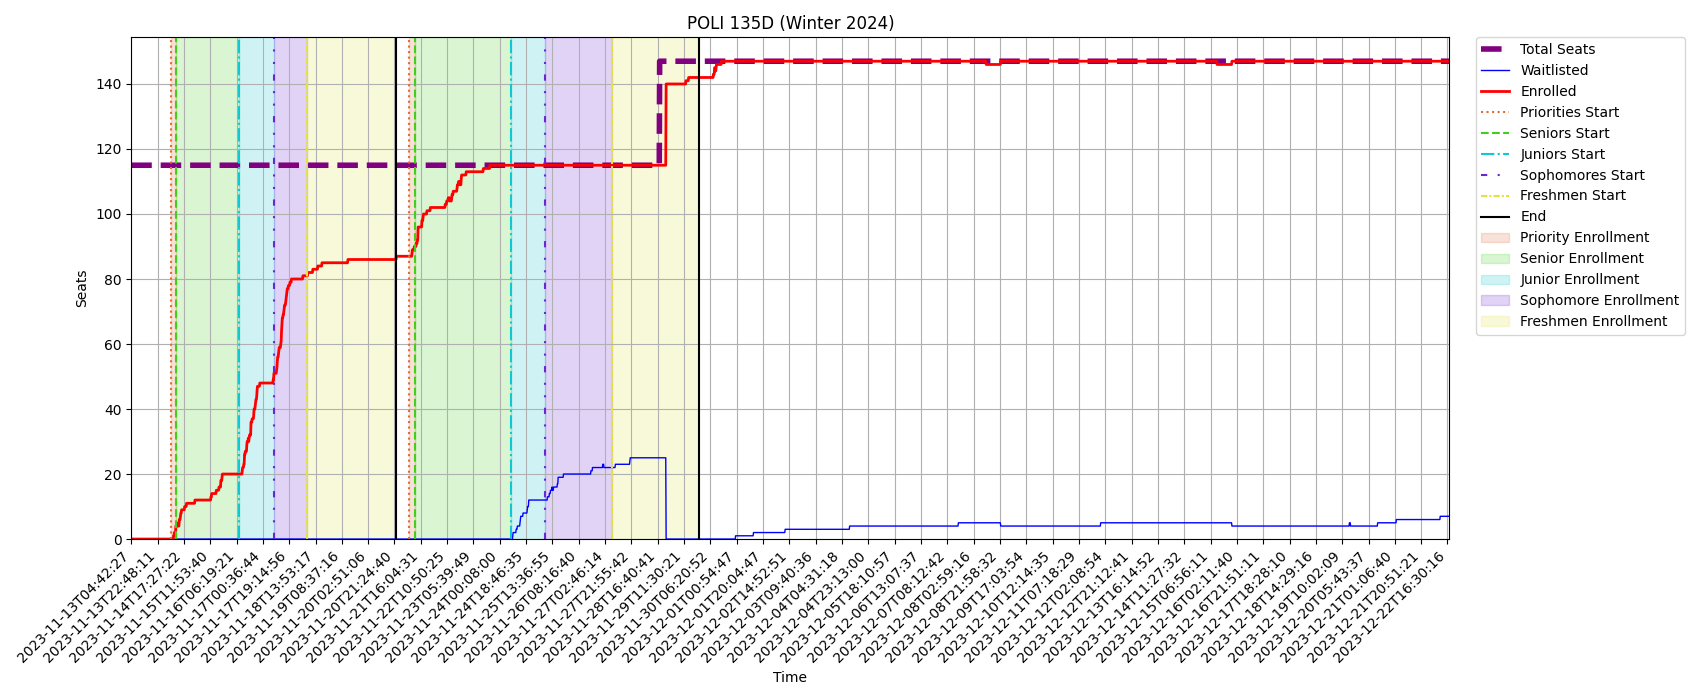 POLI 135D (Winter 2024)
Seats
140
120
100
80
60
40
20
0
2023-11-13T04:42:27
2023-11-13T22:48:11
2023-11-14T17:27:22
2023-11-15T11:53:40
2023-11-16T06:19:21
2023-11-17T00:36:44
2023-11-17T19:14:56
2023-11-18T13:53:17
2023-11-19T08:37:16
2023-11-20T02:51:06
2023-11-20T21:24:40
2023-11-21T16:04:31
2023-11-22T10:50:25
2023-11-23T05:39:49
2023-11-24T00:08:00
2023-11-24T18:46:35
2023-11-25T13:36:55
2023-11-26T08:16:40
2023-11-27T02:46:14
2023-11-27T21:55:42
2023-11-28T16:40:41
2023-11-29T11:30:21
2023-11-30T06:20:52
2023-12-01T00:54:47
2023-12-01T20:04:47
2023-12-02T14:52:51
2023-12-03T09:40:36
2023-12-04T04:31:18
2023-12-04T23:13:00
2023-12-05T18:10:57
2023-12-06T13:07:37
2023-12-07T08:12:42
2023-12-08T02:59:16
2023-12-08T21:58:32
2023-12-09T17:03:54
2023-12-10T12:14:35
2023-12-11T07:18:29
2023-12-12T02:08:54
2023-12-12T21:12:41
2023-12-13T16:14:52
2023-12-14T11:27:32
2023-12-15T06:56:11
2023-12-16T02:11:40
2023-12-16T21:51:11
2023-12-17T18:28:10
2023-12-18T14:29:16
2023-12-19T10:02:09
2023-12-20T05:43:37
2023-12-21T01:06:40
2023-12-21T20:51:21
2023-12-22T16:30:16
Time
Total Seats
Waitlisted
Enrolled
Priorities Start
Seniors Start
Juniors Start
Sophomores Start
Freshmen Start
End
Priority Enrollment
Senior Enrollment
Junior Enrollment
Sophomore Enrollment
Freshmen Enrollment